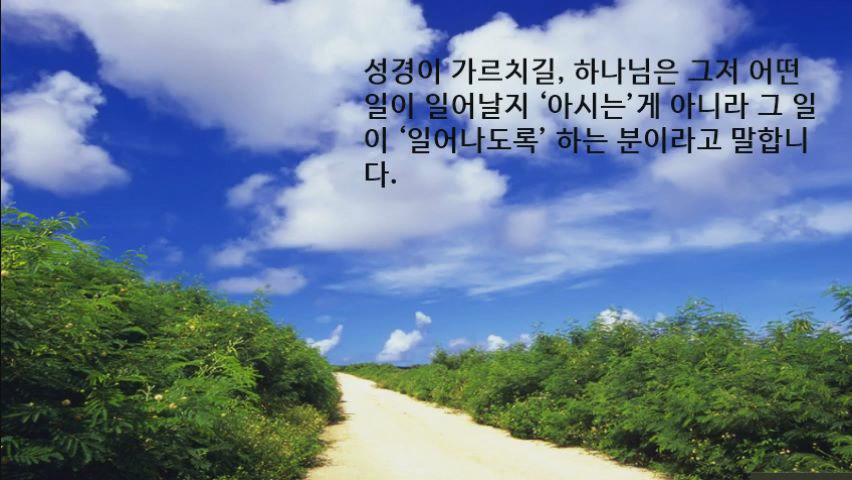 성경이 가르치길, 하나님은 그저 어떤
일이 일어날지 ‘아시는’게 아니라 그 일
이 ‘일어나도록’ 하는 분이라고 말합니
다.